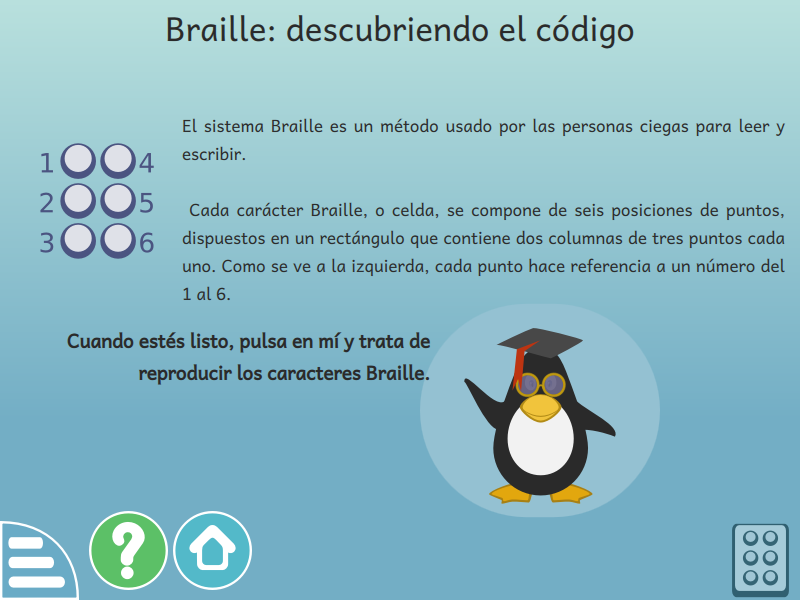 Braille: descubriendo el código
El sistema Braille es un método usado por las personas ciegas para leer y
escribir.
1 4
2 5
3 6
Cada carácter Braille, o celda, se compone de seis posiciones de puntos,
dispuestos en un rectángulo que contiene dos columnas de tres puntos cada
uno. Como se ve a la izquierda, cada punto hace referencia a un número del
1 al 6.
Cuando estés listo, pulsa en mí y trata de
reproducir los caracteres Braille.
?